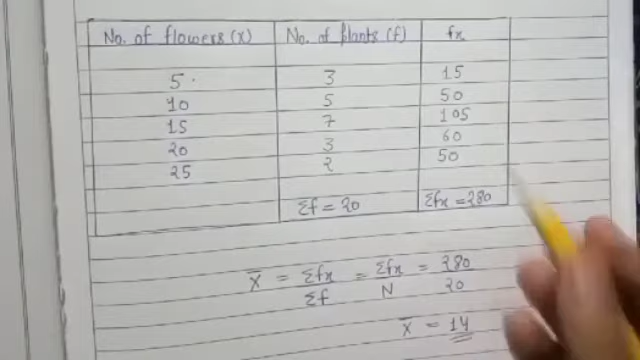 No. of flowers (x) No. of plants (f) fx
5 3 15
10 5 50
15 7 105
20 3 60
25 2 50
Σf = 20 Σfx = 280
X̄ = Σfx/Σf = Σfx/N = 280/20
X̄ = 14